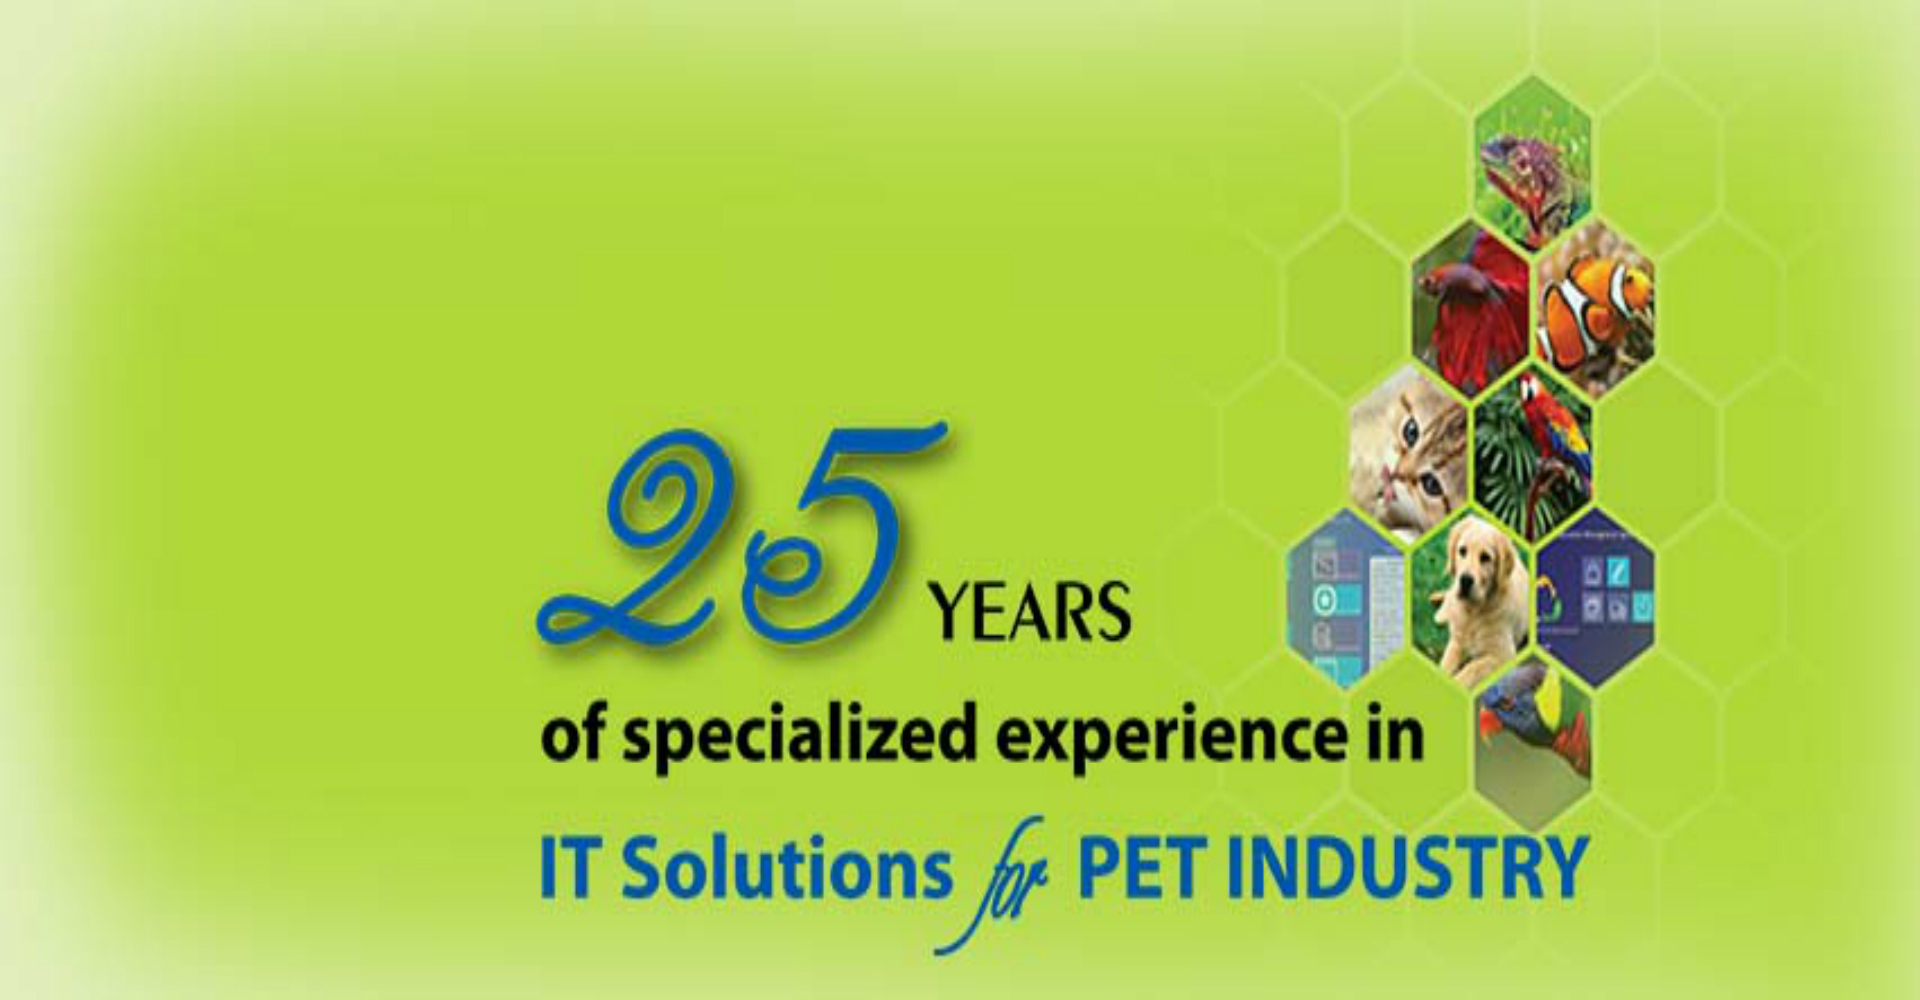 25 YEARS
of specialized experience in
IT Solutions for PET INDUSTRY